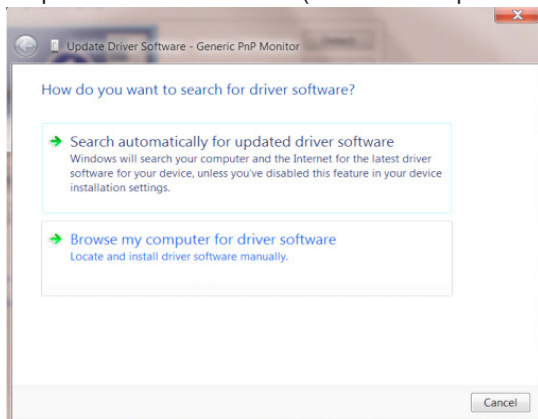 Update Driver Software - Generic PnP Monitor
How do you want to search for driver software?
Search automatically for updated driver software
Windows will search your computer and the Internet for the latest driver
software for your device, unless you've disabled this feature in your device
installation settings.
Browse my computer for driver software
Locate and install driver software manually.
Cancel